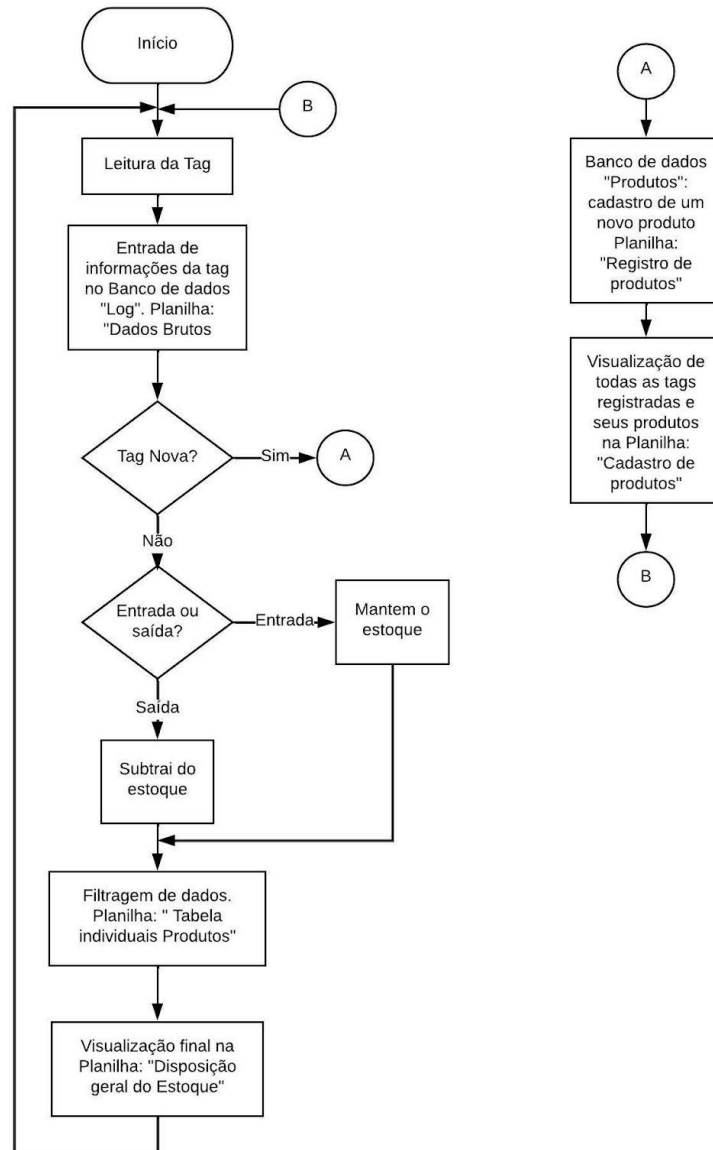 Início
B
Leitura da Tag
Entrada de
informações da tag
no Banco de dados
"Log". Planilha:
"Dados Brutos
Tag Nova?
Sim
A
Não
Entrada ou
saída?
Entrada
Mantem o
estoque
Saída
Subtrai do
estoque
Filtragem de dados.
Planilha: " Tabela
individuais Produtos"
Visualização final na
Planilha: "Disposição
geral do Estoque"
A
Banco de dados
"Produtos":
cadastro de um
novo produto
Planilha:
"Registro de
produtos"
Visualização de
todas as tags
registradas e
seus produtos
na Planilha:
"Cadastro de
produtos"
B